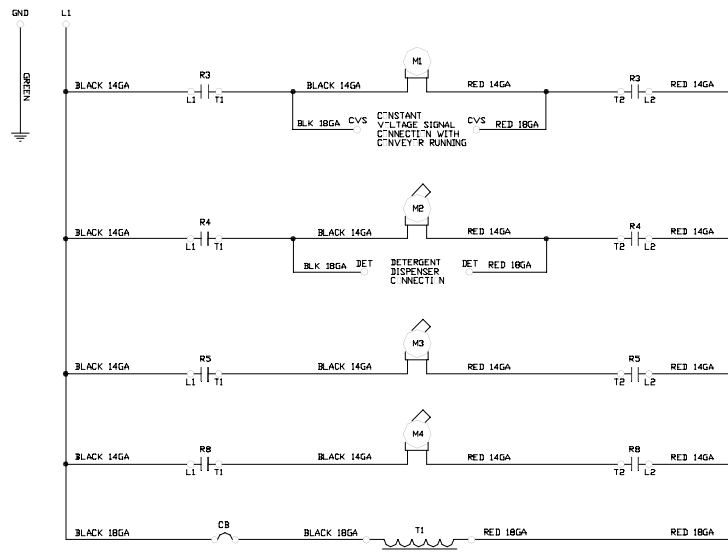 GND
L1
GREEN
R3
M1
R3
BLACK 14GA
BLACK 14GA
RED 14GA
RED 14GA
L1
T1
T2
L2
BLK 18GA
CVS
CONSTANT
VOLTAGE SIGNAL
CONNECTION WITH
CONVEYOR RUNNING
CVS
RED 18GA
R4
M2
R4
BLACK 14GA
BLACK 14GA
RED 14GA
RED 14GA
L1
T1
T2
L2
BLK 18GA
DET
DETERGENT
DISPENSER
CONNECTION
DET
RED 18GA
R5
M3
R5
BLACK 14GA
BLACK 14GA
RED 14GA
RED 14GA
L1
T1
T2
L2
R8
M4
R8
BLACK 14GA
BLACK 14GA
RED 14GA
RED 14GA
L1
T1
T2
L2
CB
T1
BLACK 18GA
BLACK 18GA
RED 18GA
RED 18GA